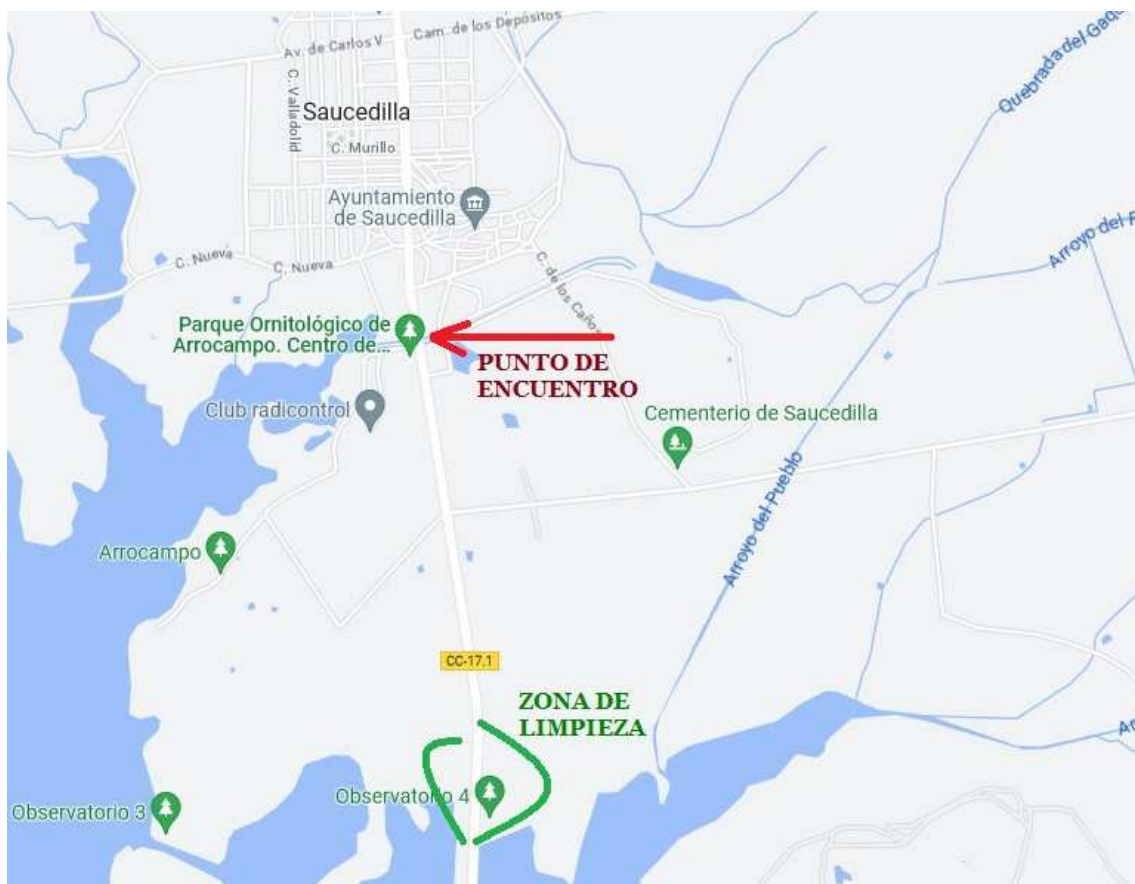 Av. de Carlos V
Cam. de los Depósitos
C. Valladolid
Quebrada del Gaq
Saucedilla
C. Murillo
Ayuntamiento
de Saucedilla
C. Nueva
C. Nueva
C. de los Caños
Arroyo del P
Parque Ornitológico de
Arrocampo. Centro de...
PUNTO DE
ENCUENTRO
Club radicontrol
Cementerio de Saucedilla
Arroyo del Pueblo
Arrocampo
CC-17.1
ZONA DE
LIMPIEZA
Observatorio 4
Observatorio 3